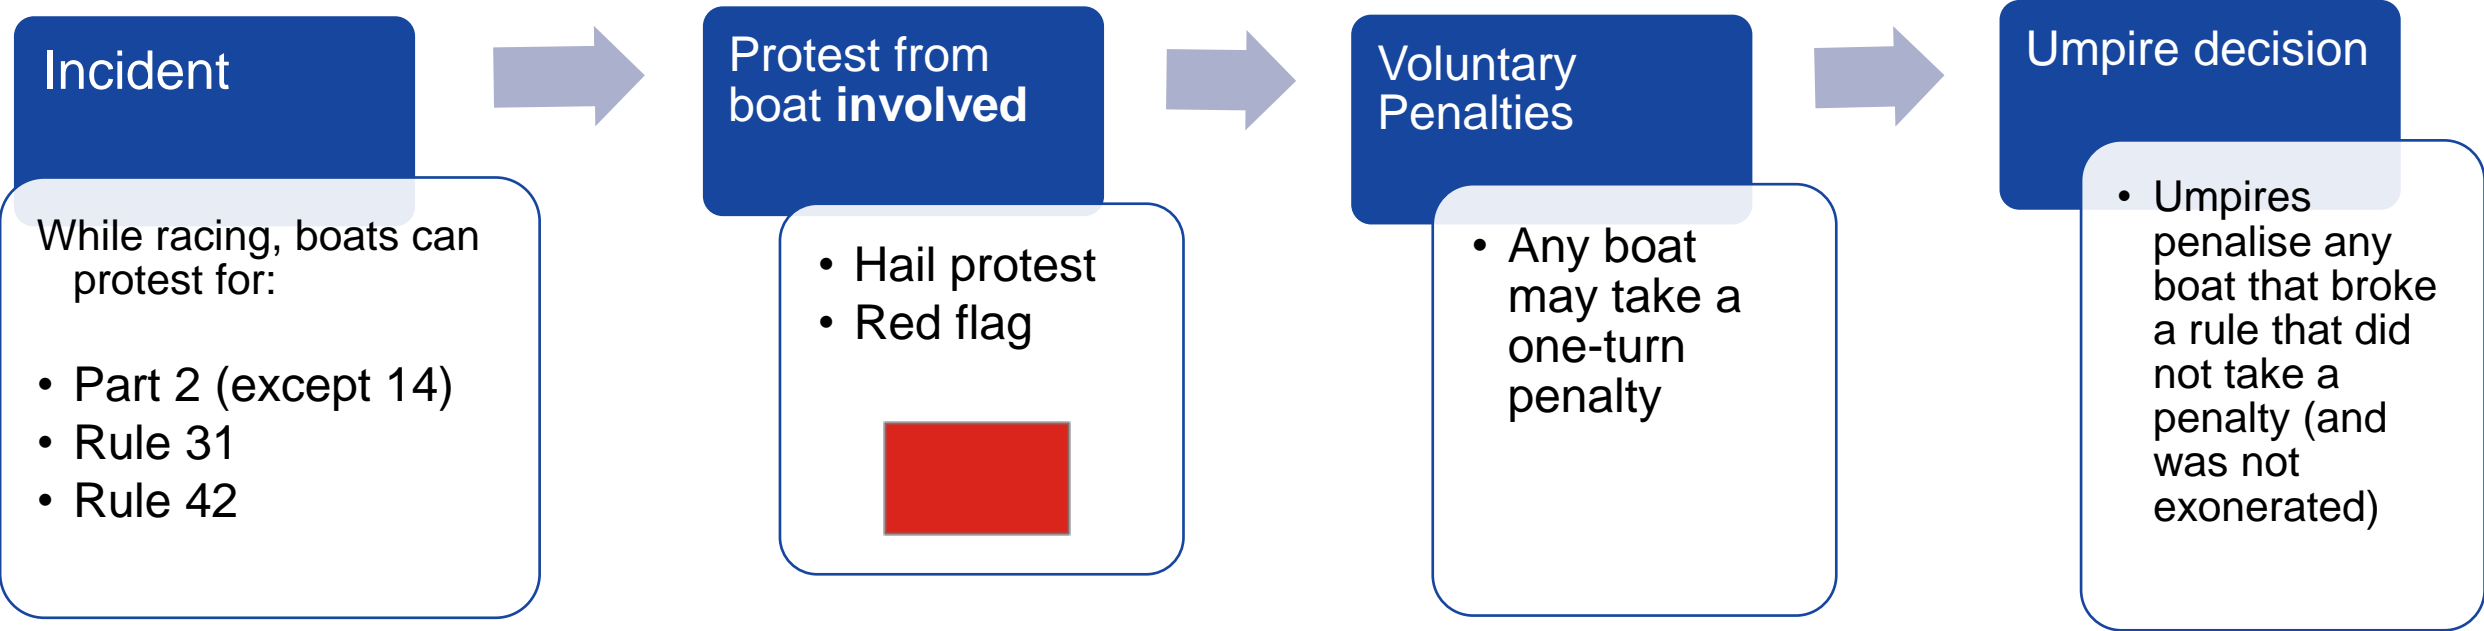 Incident
While racing, boats can
protest for:
• Part 2 (except 14)
• Rule 31
• Rule 42
Protest from
boat involved
• Hail protest
• Red flag
Voluntary
Penalties
• Any boat
may take a
one-turn
penalty
Umpire decision
• Umpires
penalise any
boat that broke
a rule that did
not take a
penalty (and
was not
exonerated)